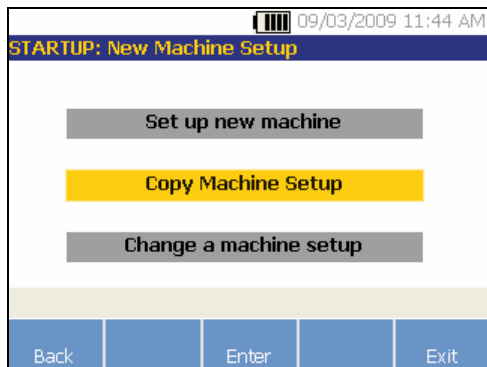 09/03/2009 11:44 AM
STARTUP: New Machine Setup
Set up new machine
Copy Machine Setup
Change a machine setup
Back Enter Exit